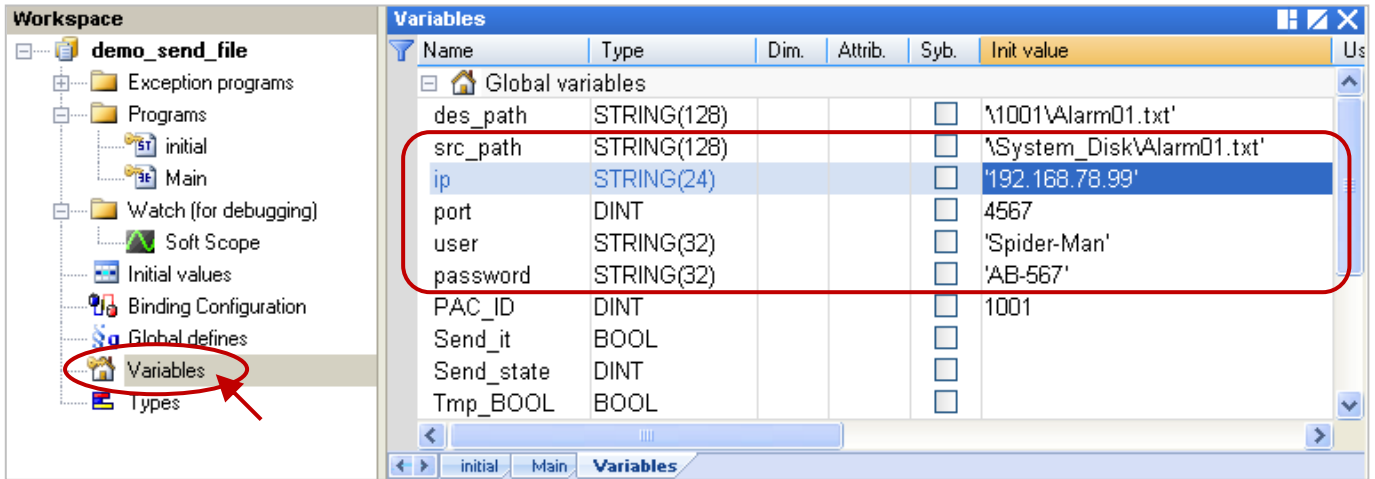 Workspace
demo_send_file
Exception programs
Programs
initial
Main
Watch (for debugging)
Soft Scope
Initial values
Binding Configuration
Global defines
Variables
Types
Variables
Name Type Dim. Attrib. Syb. Init value Us
Global variables
des_path STRING(128) '\1001\Alarm01.txt'
src_path STRING(128) '\System_Disk\Alarm01.txt'
ip STRING(24) '192.168.78.99'
port DINT 4567
user STRING(32) 'Spider-Man'
password STRING(32) 'AB-567'
PAC_ID DINT 1001
Send_it BOOL
Send_state DINT
Tmp_BOOL BOOL
initial Main Variables